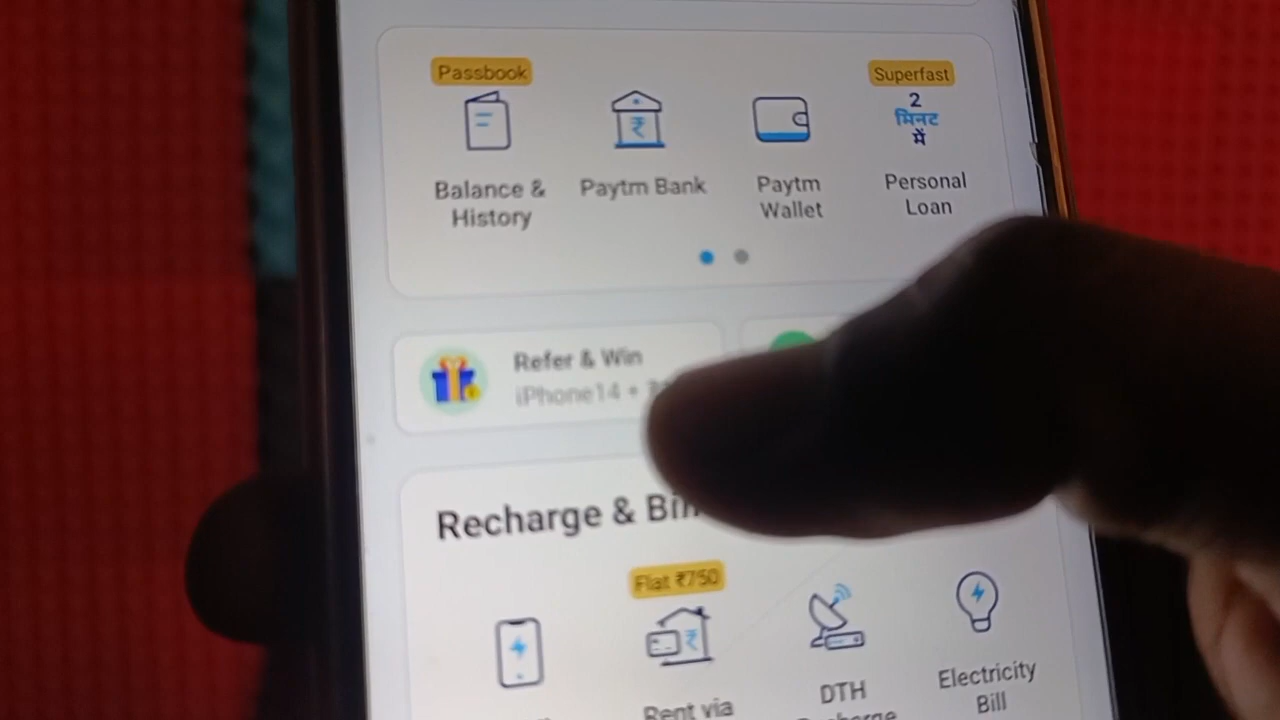 Passbook
Superfast
2
मिनट
में
Balance &
History
Paytm Bank
Paytm
Wallet
Personal
Loan
Refer & Win
iPhone14 +
Recharge &
Flat ₹750
Rent via
DTH
Electricity
Bill